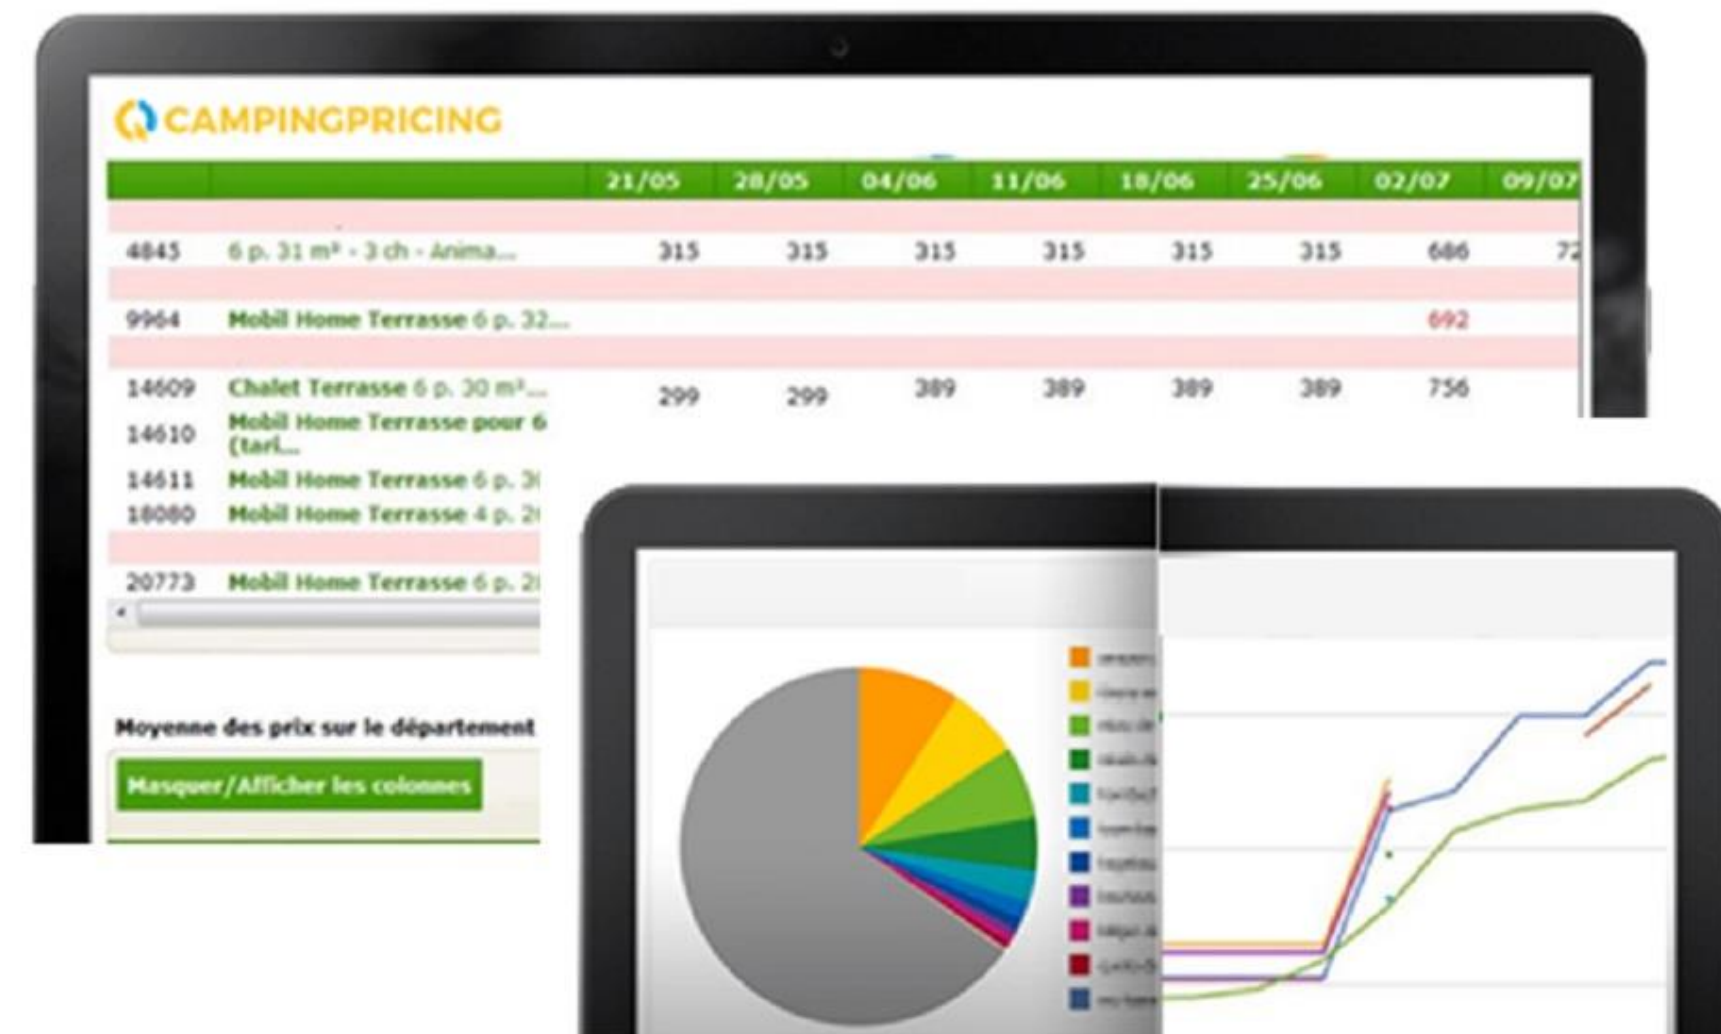 CAMPINGPRICING
21/05 28/05 04/06 11/06 18/06 25/06 02/07 09/07
4845 6 p. 31 m² - 3 ch - Anima... 315 315 315 315 315 315 686 72
9964 Mobil Home Terrasse 6 p. 32... 692
14609 Chalet Terrasse 6 p. 30 m²... 299 299 389 389 389 389 756
14610 Mobil Home Terrasse pour 6
(tari...
14611 Mobil Home Terrasse 6 p. 3
18080 Mobil Home Terrasse 4 p. 2
20773 Mobil Home Terrasse 6 p. 2
Moyenne des prix sur le département
Masquer/Afficher les colonnes